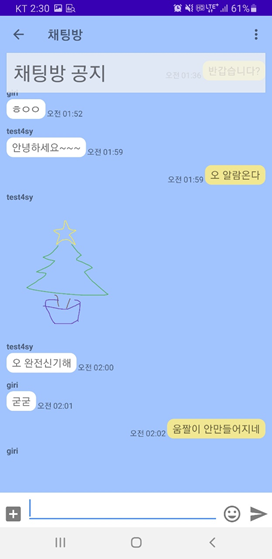 KT 2:30
61%
채팅방
채팅방 공지
오전 01:36 반갑습니다?
giri
ㅎㅇㅇ 오전 01:52
test4sy
안녕하세요~~~ 오전 01:59
오전 01:59 오 알람온다
test4sy
test4sy
오 완전신기해 오전 02:00
giri
굳굳 오전 02:01
오전 02:02 움짤이 안만들어지네
giri